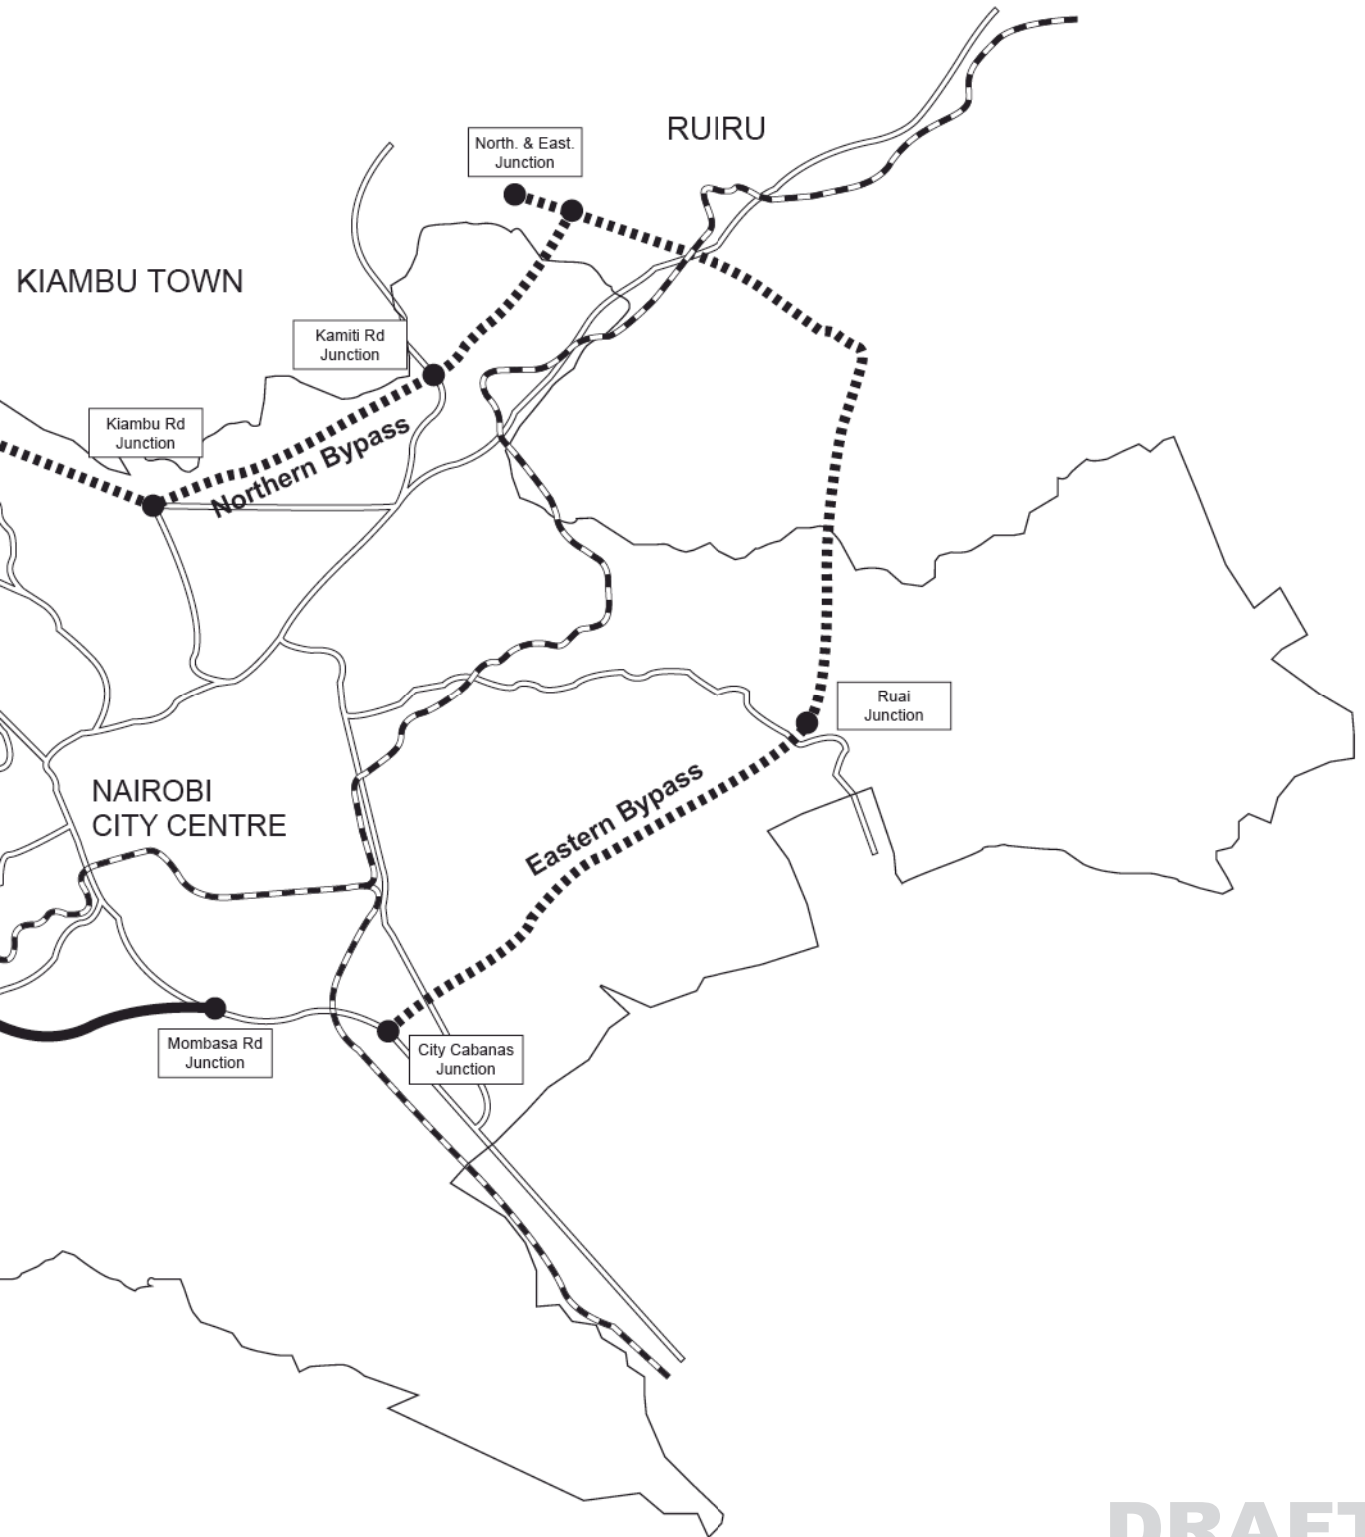 RUIRU
North. & East.
Junction
KIAMBU TOWN
Kamiti Rd
Junction
Kiambu Rd
Junction
Northern Bypass
Ruai
Junction
NAIROBI
CITY CENTRE
Eastern Bypass
Mombasa Rd
Junction
City Cabanas
Junction
DRAFT